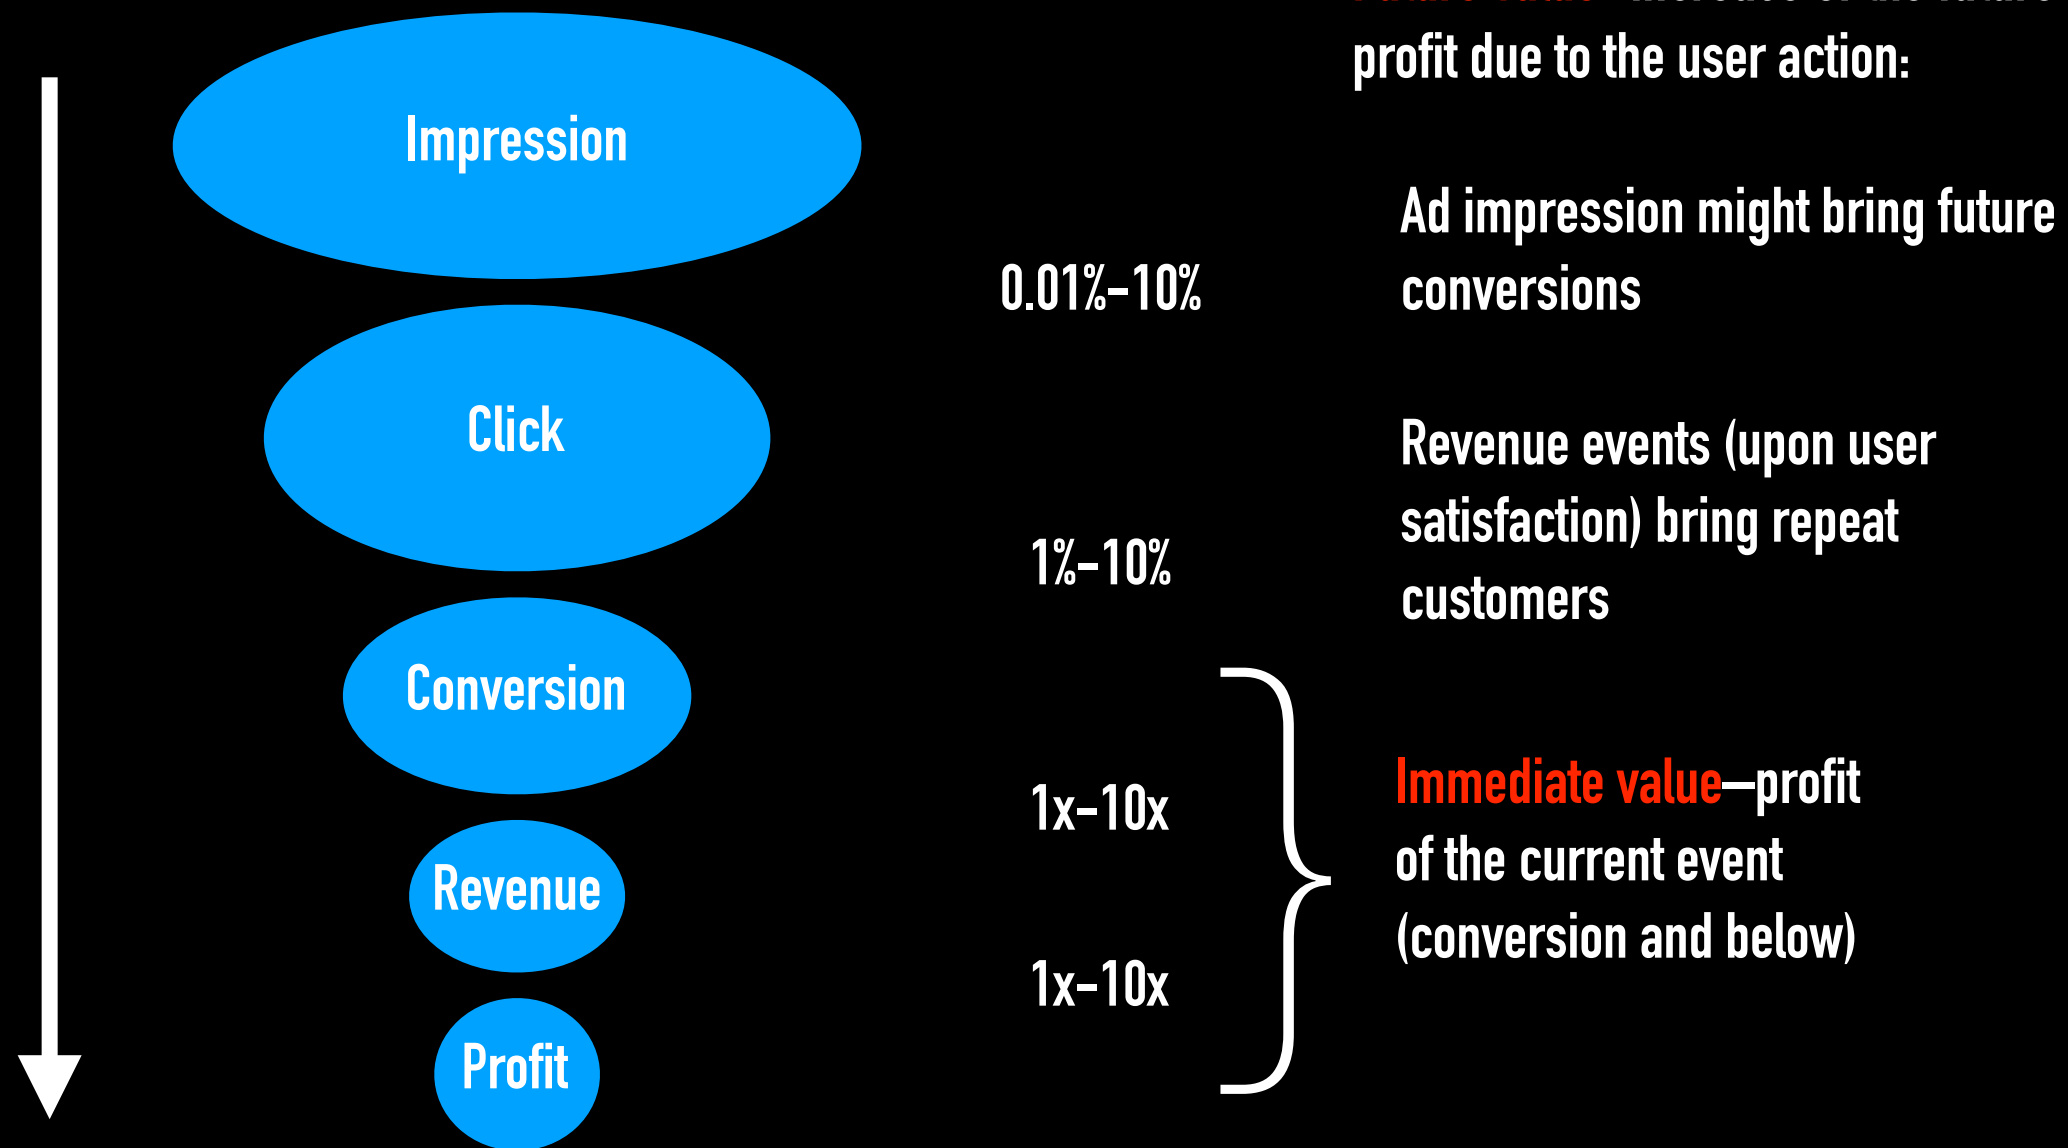 profit due to the user action:
Impression
Ad impression might bring future
conversions
0.01%–10%
Click
Revenue events (upon user
satisfaction) bring repeat
customers
1%–10%
Conversion
1x–10x
Immediate value—profit
of the current event
(conversion and below)
Revenue
1x–10x
Profit